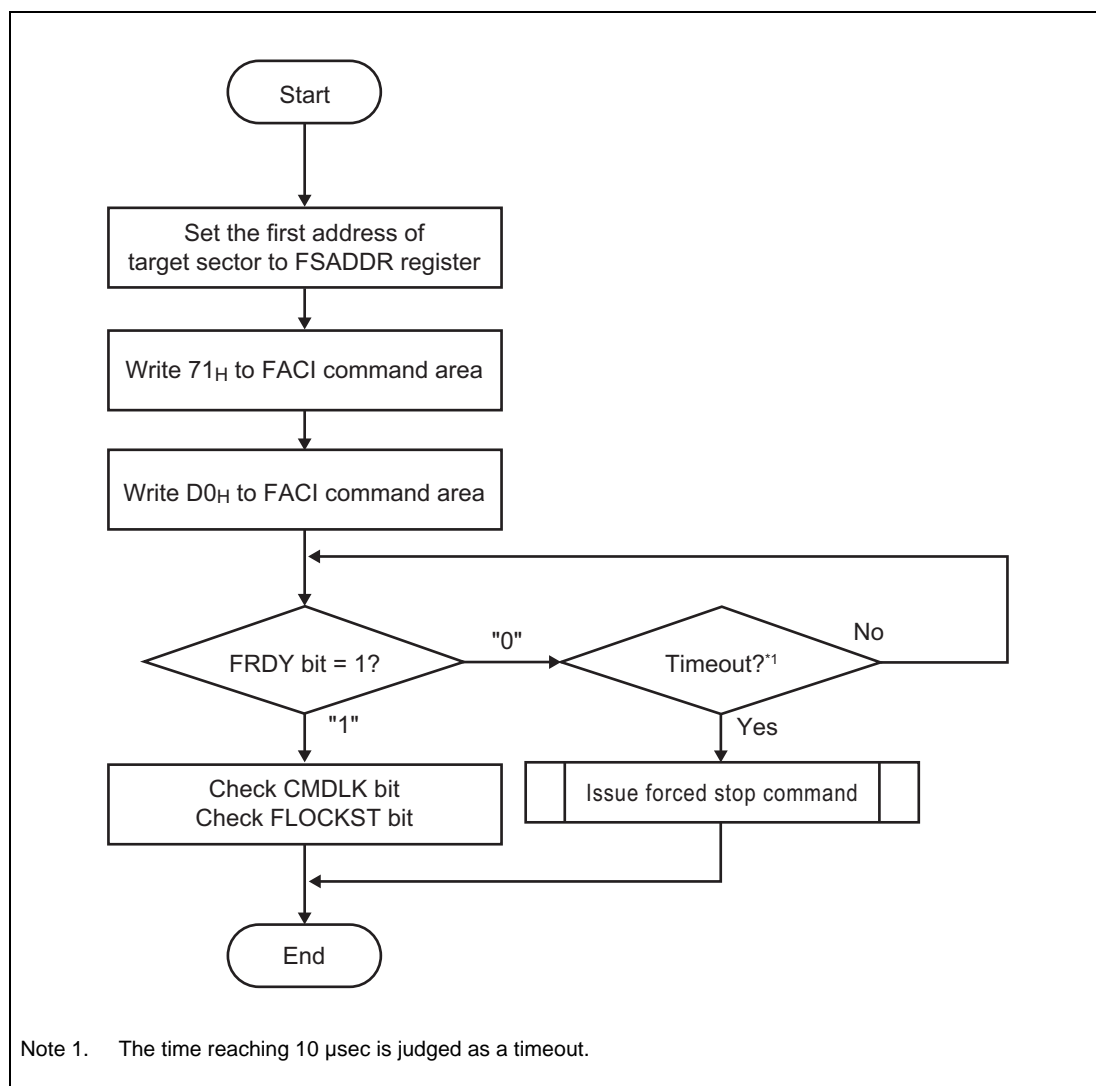 Start
Set the first address of
target sector to FSADDR register
Write 71H to FACI command area
Write D0H to FACI command area
FRDY bit = 1?
"0"
Timeout?*1
No
"1"
Yes
Check CMDLK bit
Check FLOCKST bit
Issue forced stop command
End
Note 1. The time reaching 10 µsec is judged as a timeout.